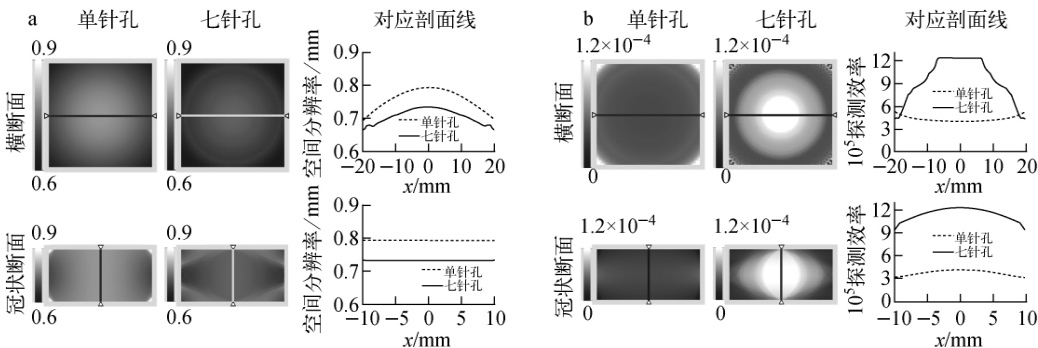 a
单针孔
七针孔
对应剖面线
横断面
0.9
0.6
0.9
0.6
空间分辨率/mm
0.9
0.8
0.7
0.6
单针孔
七针孔
−20
−10
0
10
20
x/mm
冠状断面
0.9
0.6
0.9
0.6
空间分辨率/mm
0.9
0.8
0.7
0.6
单针孔
七针孔
−10
−5
0
5
10
x/mm
b
单针孔
七针孔
对应剖面线
横断面
1.2×10⁻⁴
0
1.2×10⁻⁴
0
10⁵探测效率
12
9
6
3
0
单针孔
七针孔
−20
−10
0
10
20
x/mm
冠状断面
1.2×10⁻⁴
0
1.2×10⁻⁴
0
10⁵探测效率
12
9
6
3
0
单针孔
七针孔
−10
−5
0
5
10
x/mm